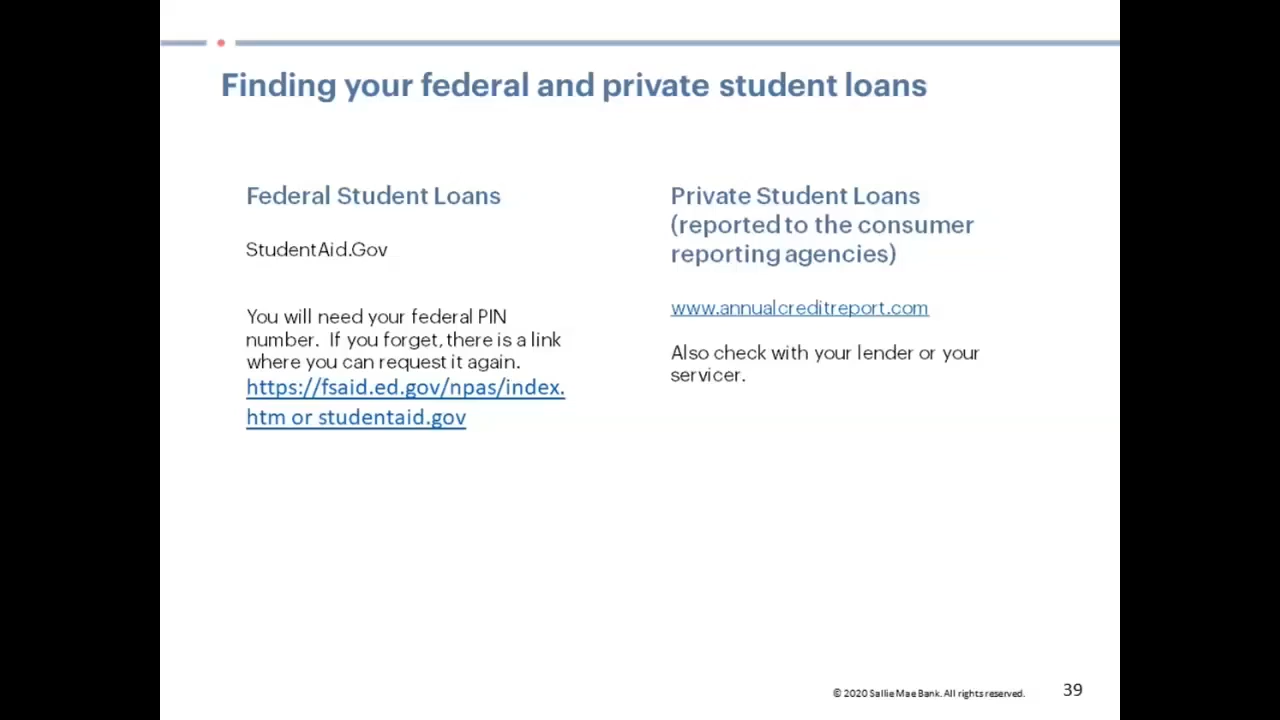 Finding your federal and private student loans
Federal Student Loans
StudentAid.Gov
You will need your federal PIN
number.  If you forget, there is a link
where you can request it again.
https://fsaid.ed.gov/npas/index.
htm or studentaid.gov
Private Student Loans
(reported to the consumer
reporting agencies)
www.annualcreditreport.com
Also check with your lender or your
servicer.
© 2020 Sallie Mae Bank. All rights reserved.
39